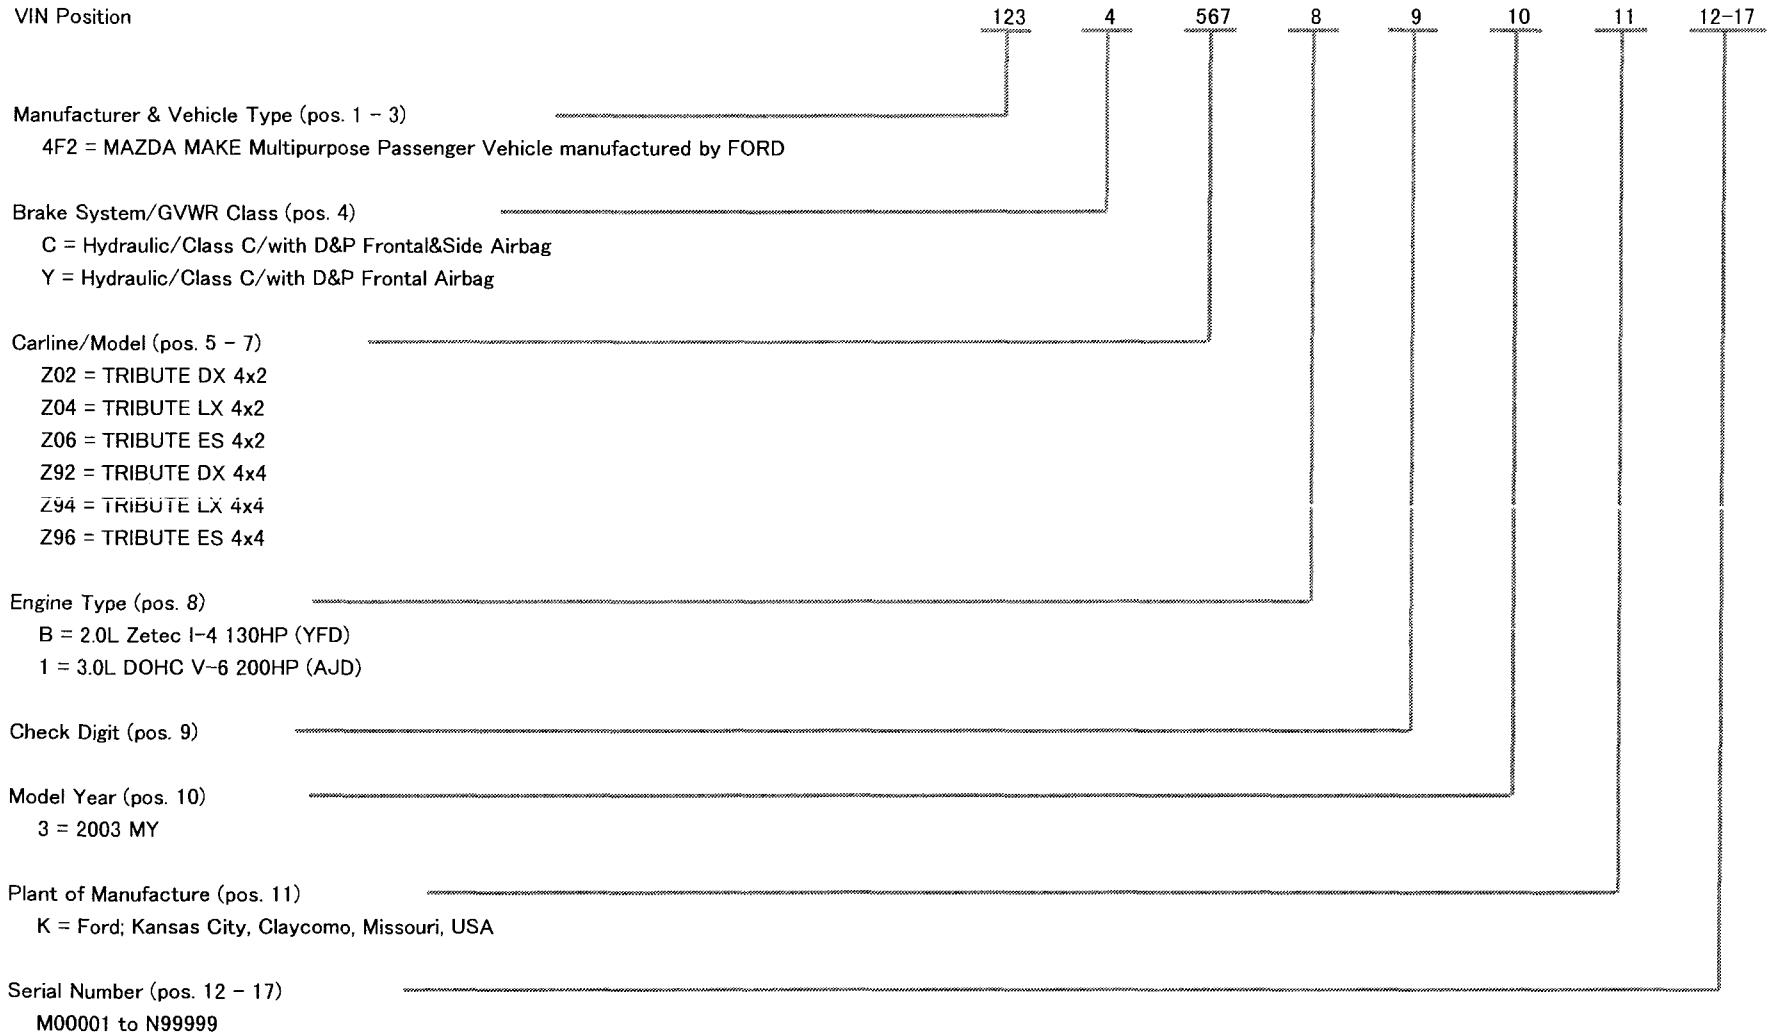 VIN Position 123 4 567 8 9 10 11 12-17
Manufacturer & Vehicle Type (pos. 1 - 3)
4F2 = MAZDA MAKE Multipurpose Passenger Vehicle manufactured by FORD
Brake System/GVWR Class (pos. 4)
C = Hydraulic/Class C/with D&P Frontal&Side Airbag
Y = Hydraulic/Class C/with D&P Frontal Airbag
Carline/Model (pos. 5 - 7)
Z02 = TRIBUTE DX 4x2
Z04 = TRIBUTE LX 4x2
Z06 = TRIBUTE ES 4x2
Z92 = TRIBUTE DX 4x4
Z94 = TRIBUTE LX 4x4
Z96 = TRIBUTE ES 4x4
Engine Type (pos. 8)
B = 2.0L Zetec I-4 130HP (YFD)
1 = 3.0L DOHC V-6 200HP (AJD)
Check Digit (pos. 9)
Model Year (pos. 10)
3 = 2003 MY
Plant of Manufacture (pos. 11)
K = Ford; Kansas City, Claycomo, Missouri, USA
Serial Number (pos. 12 - 17)
M00001 to N99999